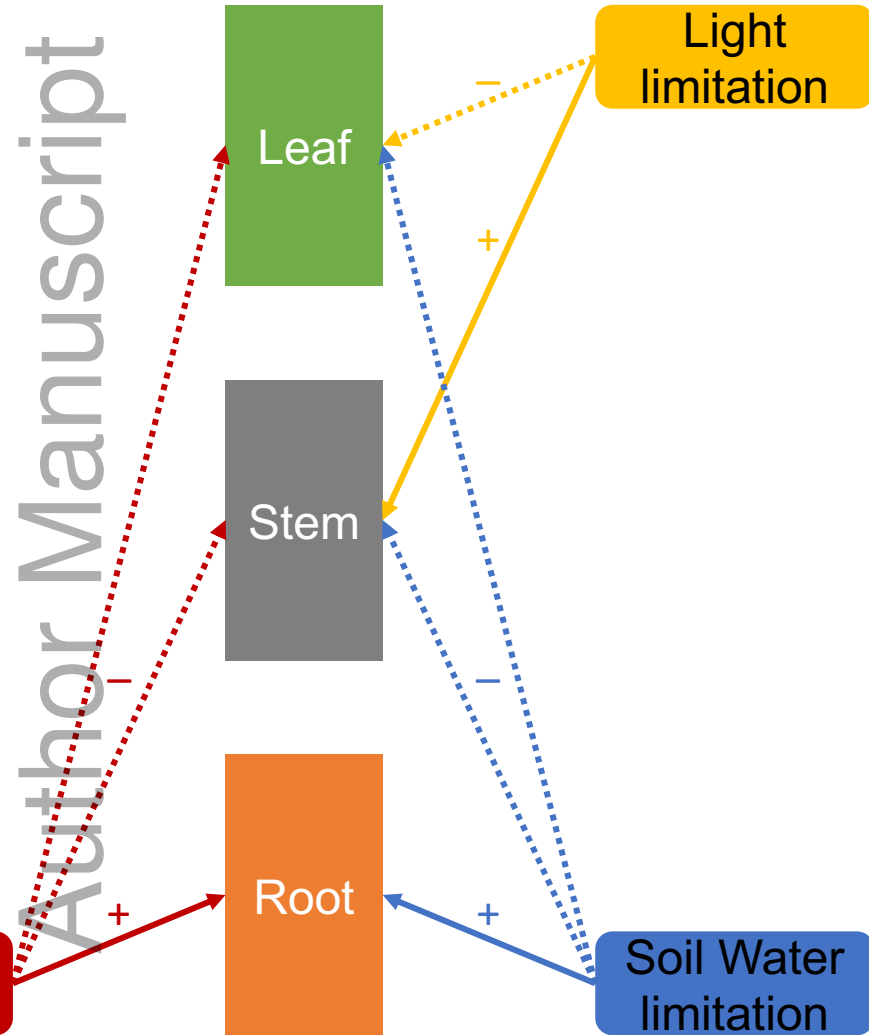 Light
limitation
–
Leaf
+
Stem
–
–
Root
+
+
Soil Water
limitation
Author Manuscript